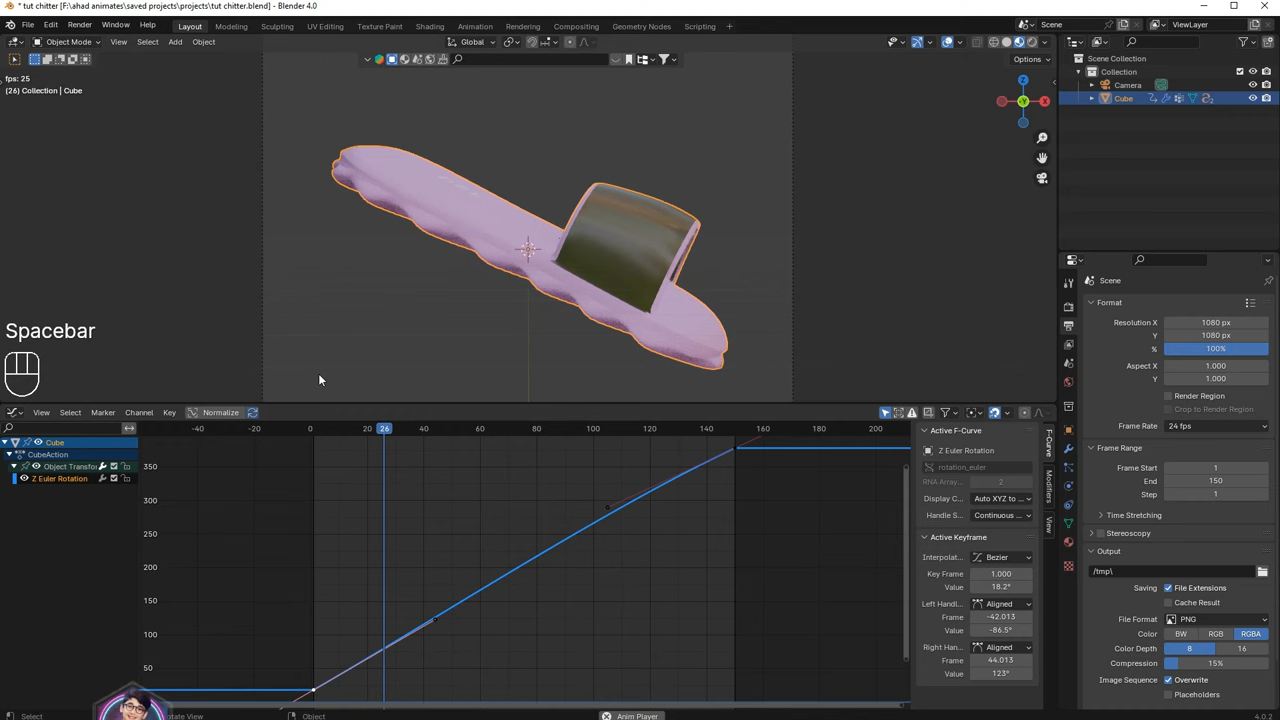 * tut chitter [F:\ahad animates\saved projects\projects\tut chitter.blend] - Blender 4.0
File Edit Render Window Help Layout Modeling Sculpting UV Editing Texture Paint Shading Animation Rendering Compositing Geometry Nodes Scripting + Scene ViewLayer
Object Mode View Select Add Object Global
Options
Scene Collection
Collection
Camera
Cube
fps: 25
(26) Collection | Cube
Z
Y
X
Spacebar
Scene
Format
Resolution X 1080 px
Y 1080 px
% 100%
Aspect X 1.000
Y 1.000
Render Region
Crop to Render Region
Frame Rate 24 fps
Frame Range
Frame Start 1
End 150
Step 1
Time Stretching
Stereoscopy
Output
/tmp\
Saving File Extensions
Cache Result
File Format PNG
Color BW RGB RGBA
Color Depth 8 16
Compression 15%
Image Sequence Overwrite
Placeholders
View Select Marker Channel Key Normalize
-40 -20 0 20 26 40 60 80 100 120 140 160 180 200
Cube
CubeAction
Object Transfo
Z Euler Rotation
350
300
250
200
150
100
50
Active F-Curve
Z Euler Rotation
rotation_euler
RNA Array... 2
Display C... Auto XYZ to ...
Handle S... Continuous ...
Active Keyframe
Interpolat... Bezier
Key Frame 1.000
Value 18.2°
Left Handl... Aligned
Frame -42.013
Value -86.5°
Right Han... Aligned
Frame 44.013
Value 123°
F-Curve
Modifiers
View
Select Rotate View Object Anim Player 4.0.2